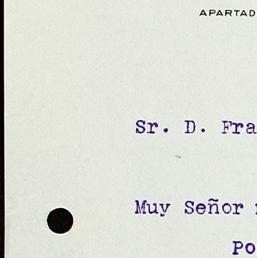 APARTAD
Sr. D. Fra
Muy Señor
Po